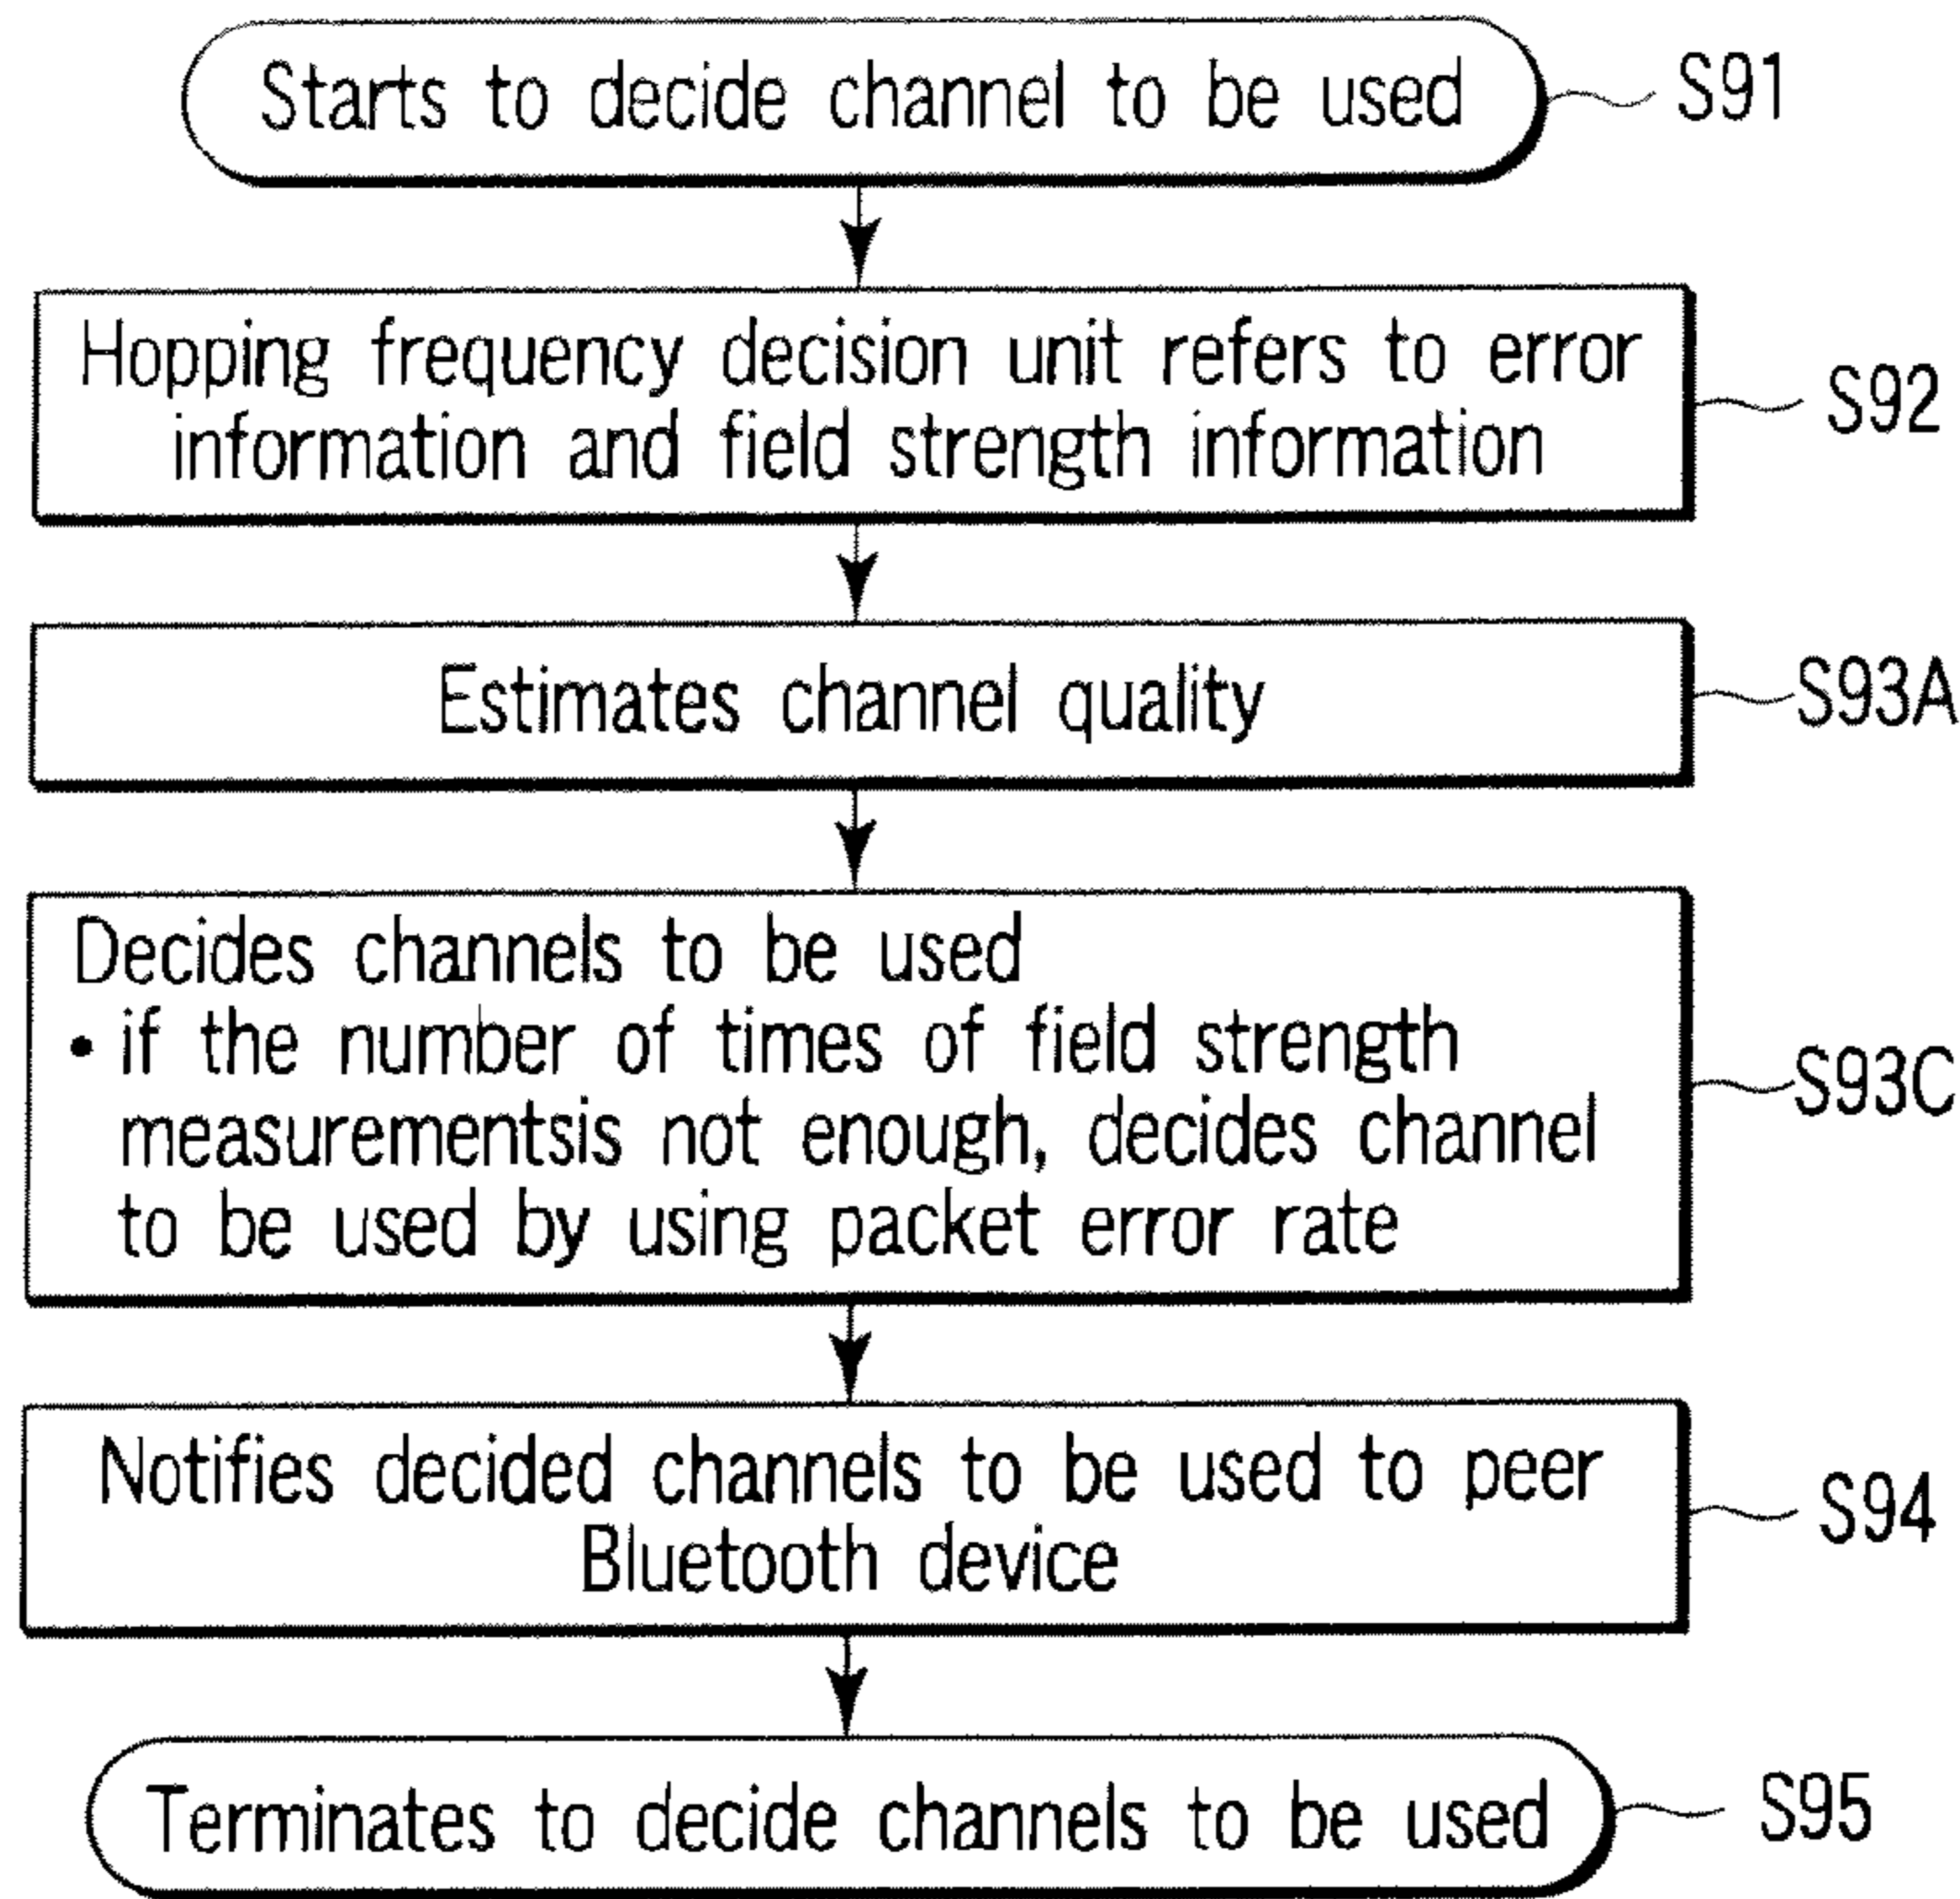 Starts to decide channel to be used
S91
Hopping frequency decision unit refers to error
information and field strength information
S92
Estimates channel quality
S93A
Decides channels to be used
• if the number of times of field strength
measurementsis not enough, decides channel
to be used by using packet error rate
S93C
Notifies decided channels to be used to peer
Bluetooth device
S94
Terminates to decide channels to be used
S95